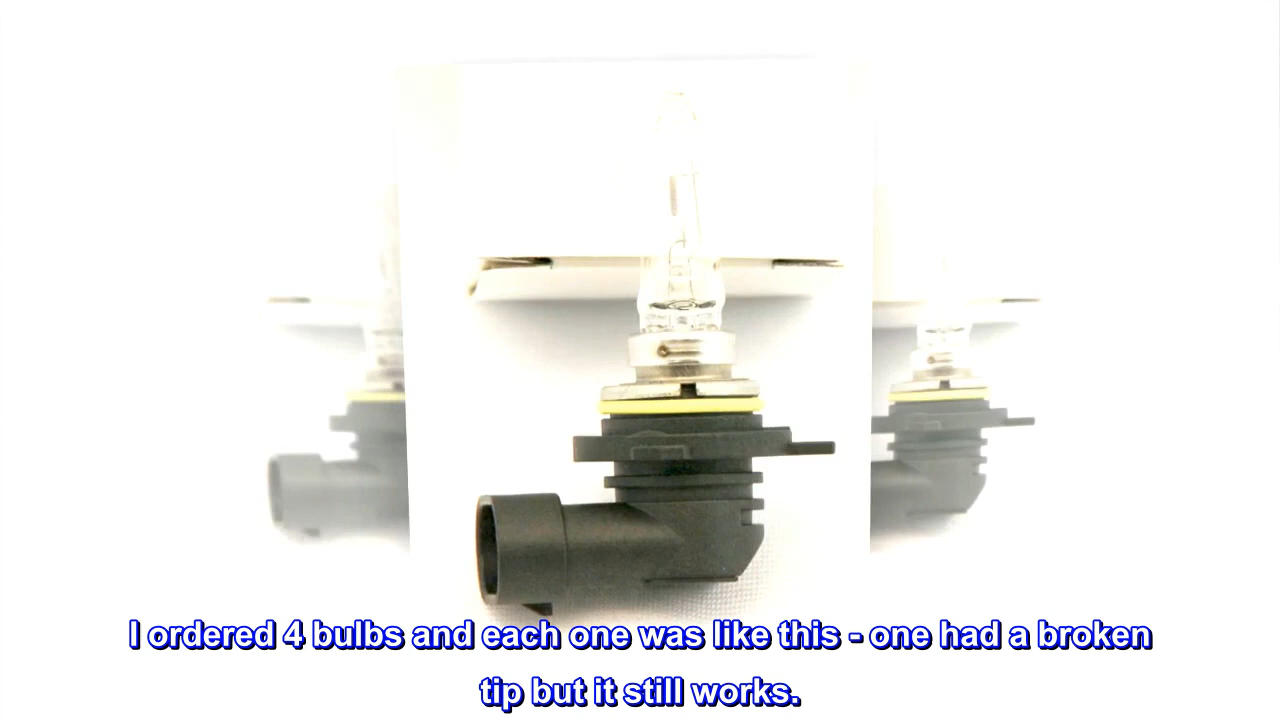 I ordered 4 bulbs and each one was like this - one had a broken
tip but it still works.